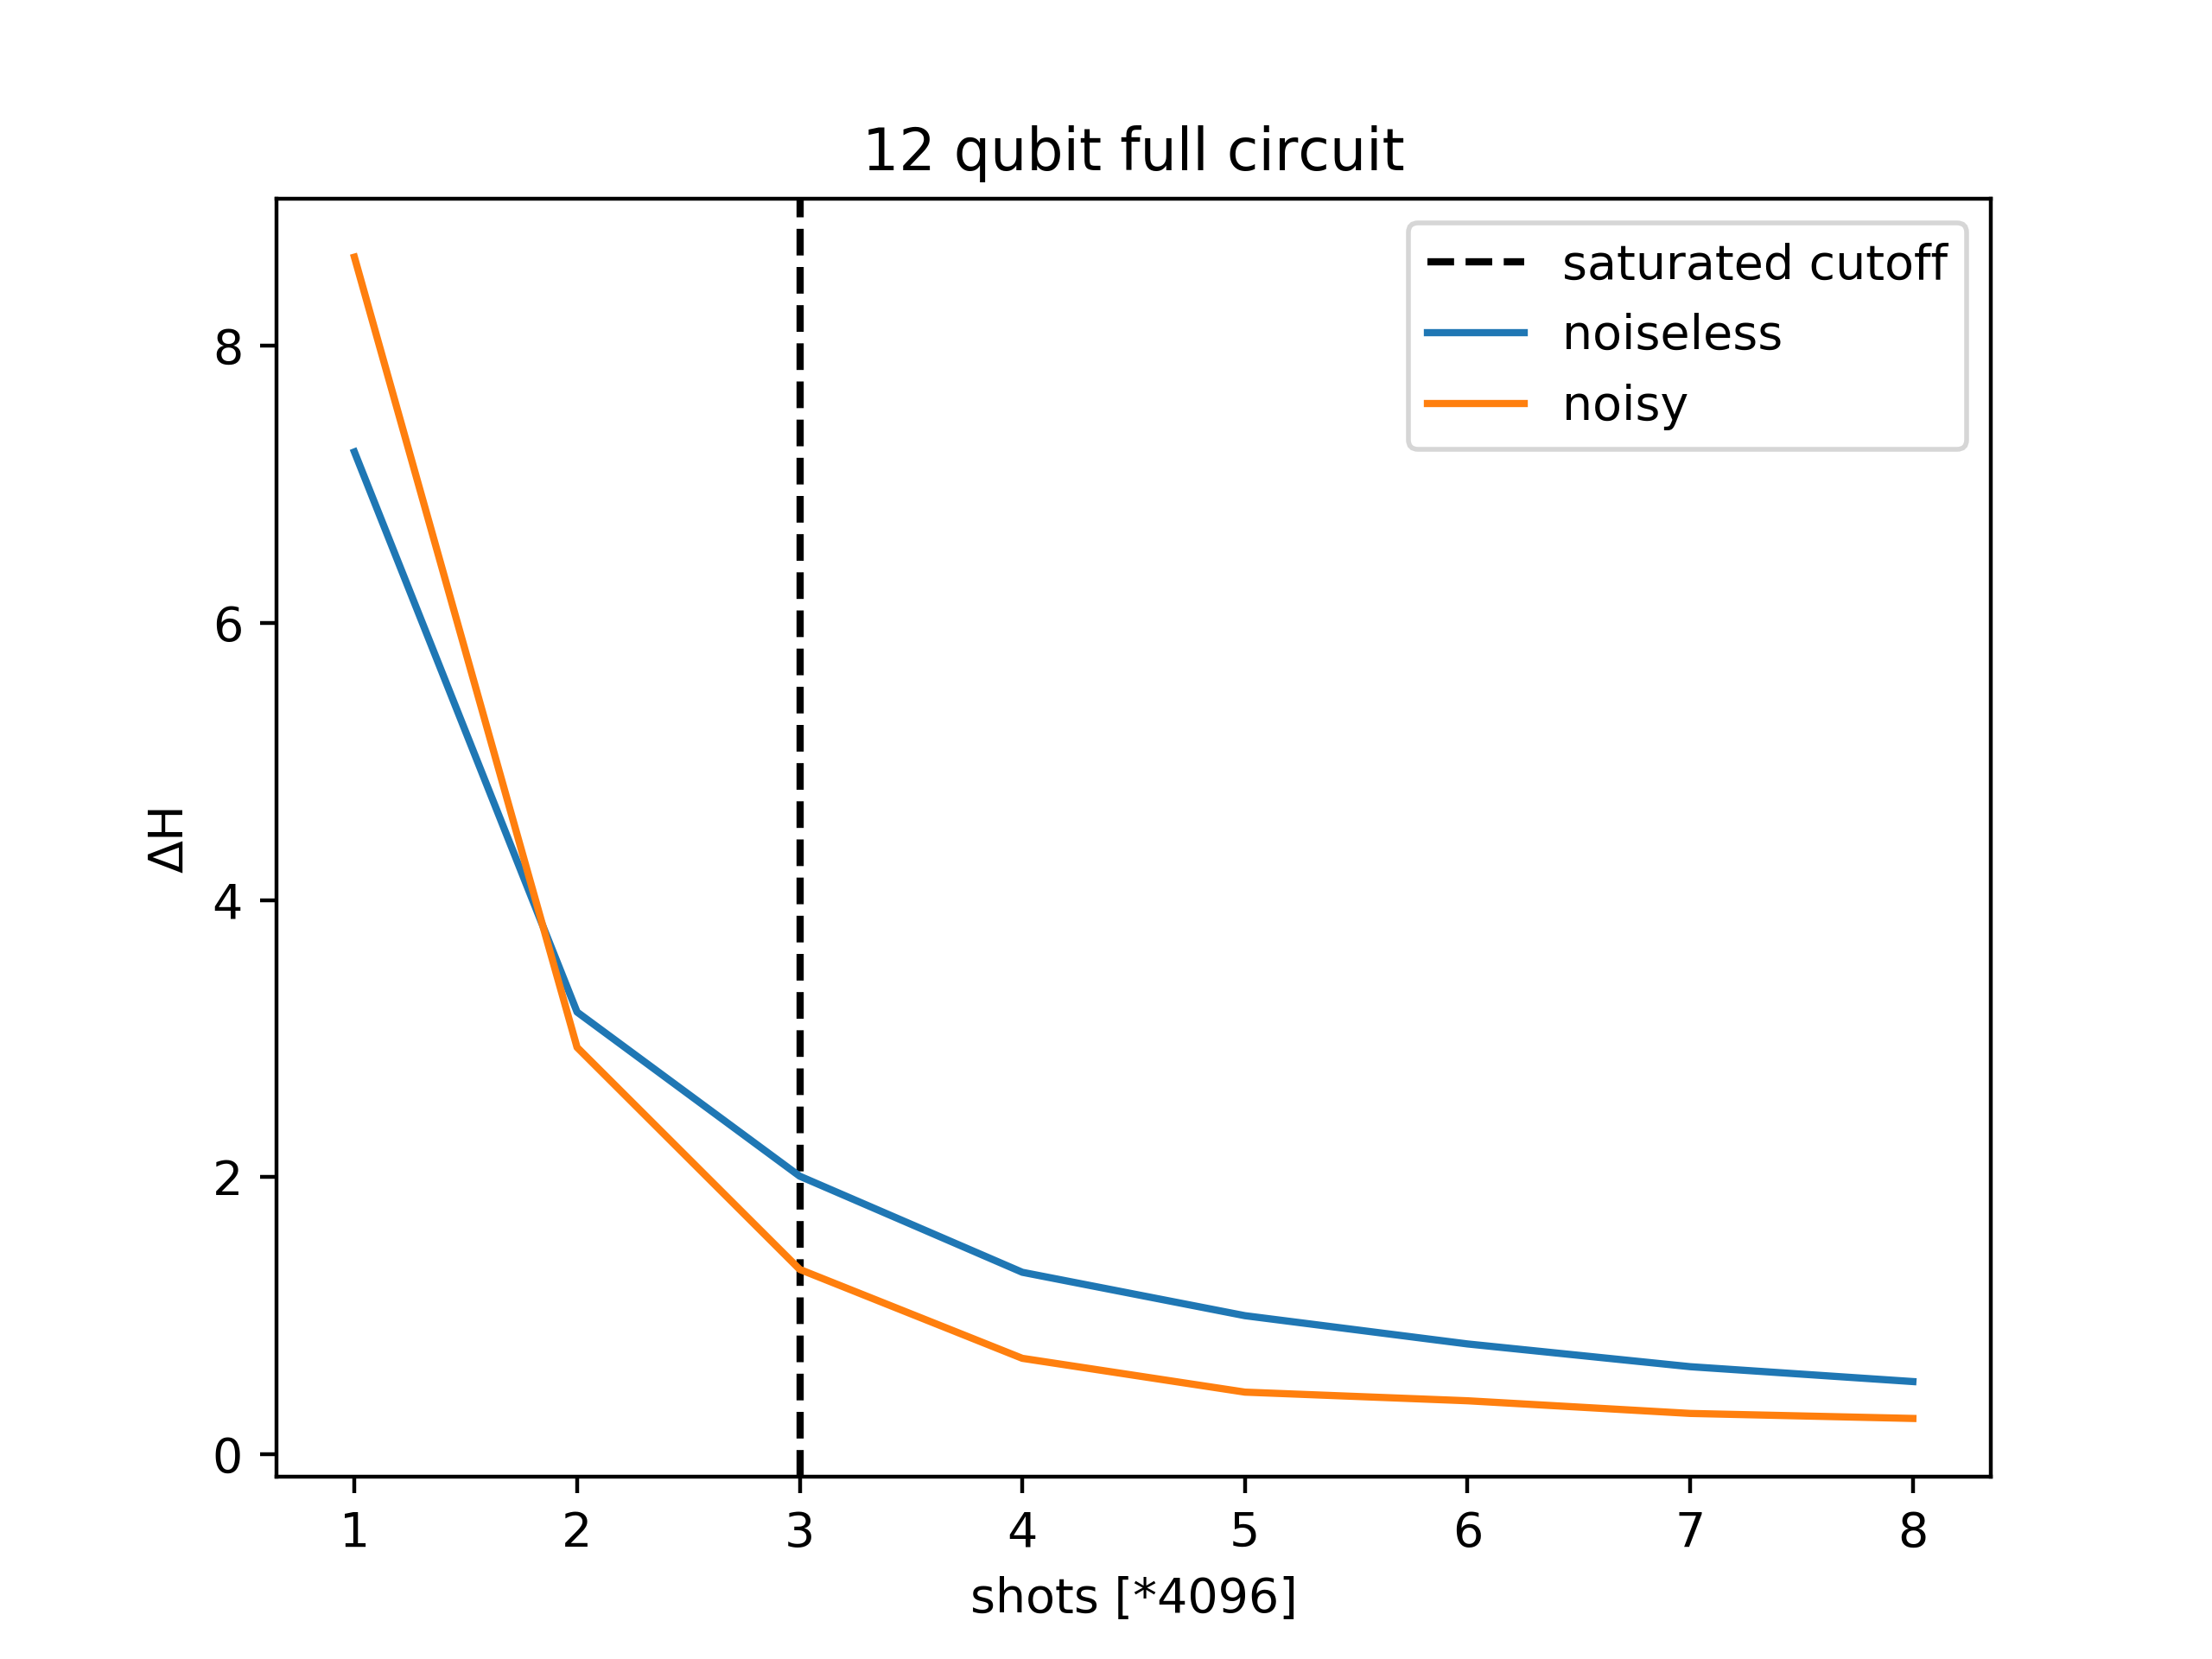 12 qubit full circuit
saturated cutoff
noiseless
noisy
ΔH
8
6
4
2
0
1 2 3 4 5 6 7 8
shots [*4096]